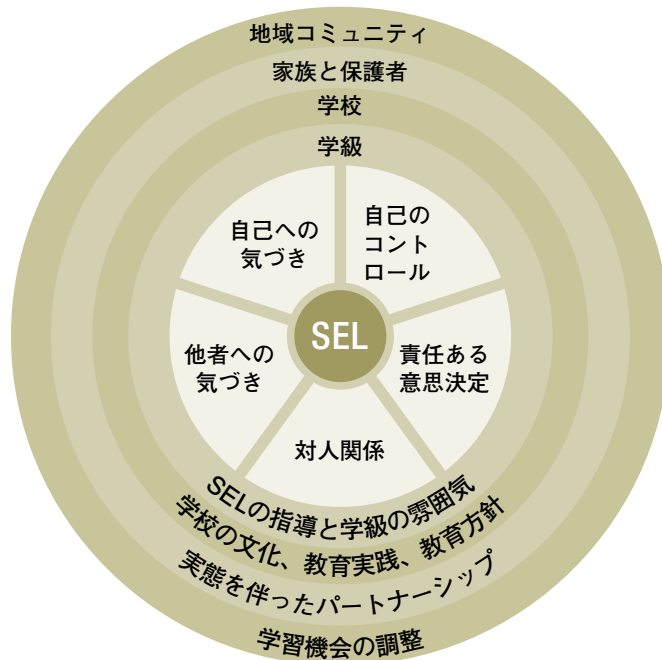 地域コミュニティ
家族と保護者
学校
学級
自己への
気づき
自己の
コント
ロール
SEL
他者への
気づき
責任ある
意思決定
対人関係
SELの指導と学級の雰囲気
学校の文化、教育実践、教育方針
実態を伴ったパートナーシップ
学習機会の調整